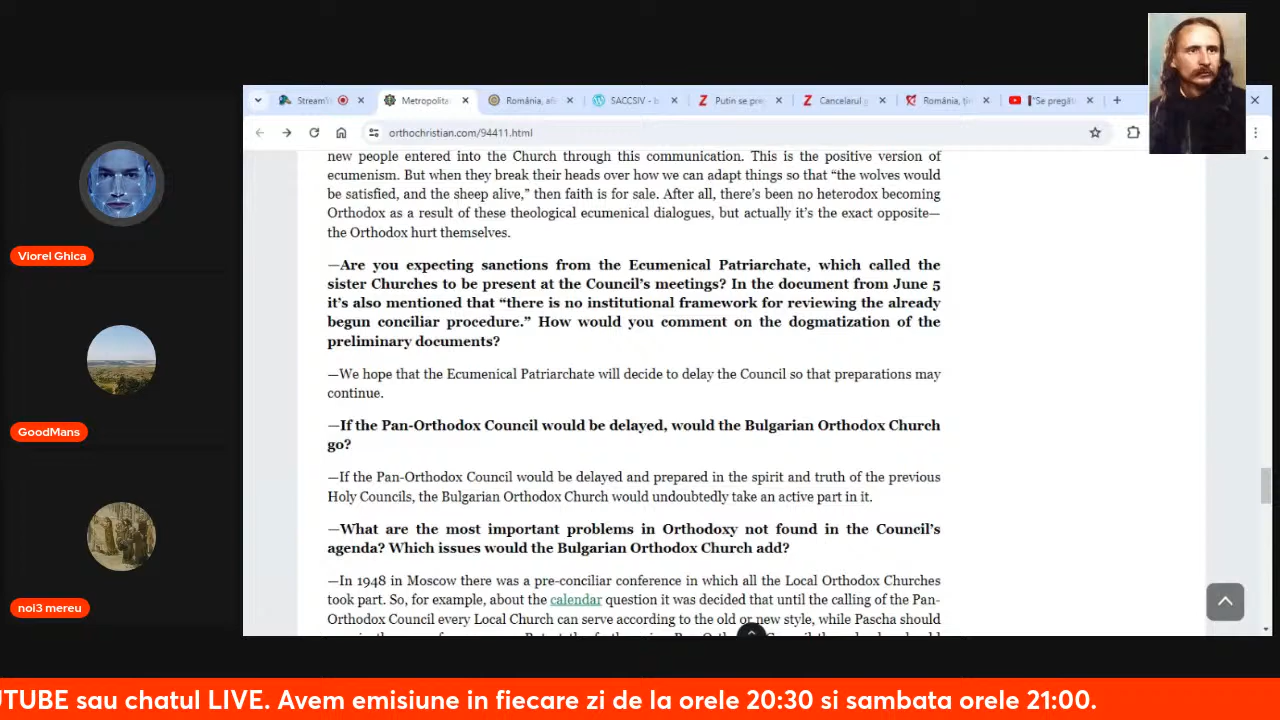 StreamY
Metropolita
România, afa
SACCSIV - b
Putin se pre
Cancelarul g
România, țin
"Se pregăt
orthochristian.com/94411.html
new people entered into the Church through this communication. This is the positive version of
ecumenism. But when they break their heads over how we can adapt things so that “the wolves would
be satisfied, and the sheep alive,” then faith is for sale. After all, there’s been no heterodox becoming
Orthodox as a result of these theological ecumenical dialogues, but actually it’s the exact opposite—
the Orthodox hurt themselves.
—Are you expecting sanctions from the Ecumenical Patriarchate, which called the
sister Churches to be present at the Council’s meetings? In the document from June 5
it’s also mentioned that “there is no institutional framework for reviewing the already
begun conciliar procedure.” How would you comment on the dogmatization of the
preliminary documents?
—We hope that the Ecumenical Patriarchate will decide to delay the Council so that preparations may
continue.
—If the Pan-Orthodox Council would be delayed, would the Bulgarian Orthodox Church
go?
—If the Pan-Orthodox Council would be delayed and prepared in the spirit and truth of the previous
Holy Councils, the Bulgarian Orthodox Church would undoubtedly take an active part in it.
—What are the most important problems in Orthodoxy not found in the Council’s
agenda? Which issues would the Bulgarian Orthodox Church add?
—In 1948 in Moscow there was a pre-conciliar conference in which all the Local Orthodox Churches
took part. So, for example, about the calendar question it was decided that until the calling of the Pan-
Orthodox Council every Local Church can serve according to the old or new style, while Pascha should
Viorel Ghica
GoodMans
noi3 mereu
UTUBE sau chatul LIVE. Avem emisiune in fiecare zi de la orele 20:30 si sambata orele 21:00.